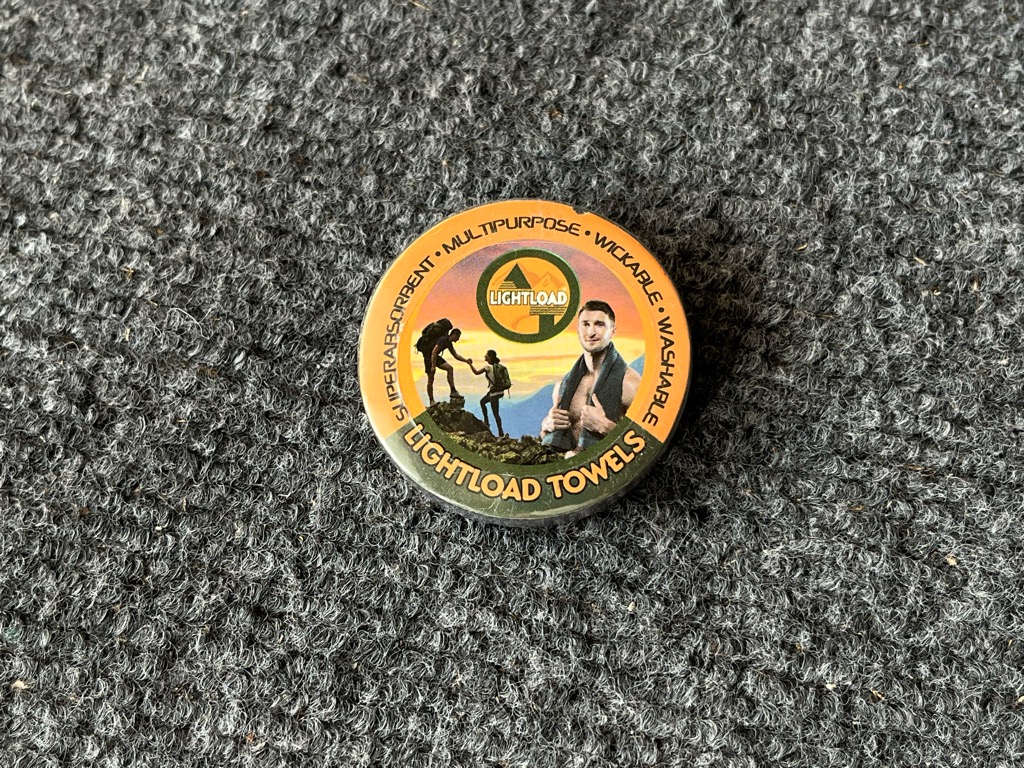 SUPERABSORBENT • MULTIPURPOSE • WICKABLE • WASHABLE
LIGHTLOAD
LIGHTLOAD TOWELS